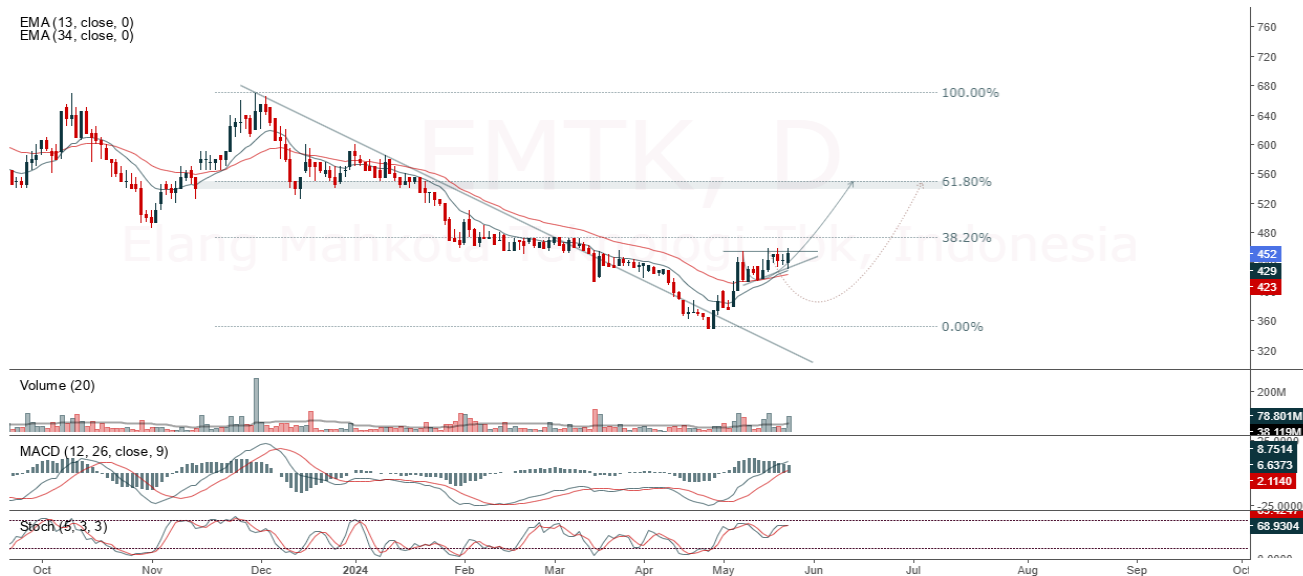 EMA (13, close, 0)
EMA (34, close, 0)
EMTK, D
Elang Mahkota Teknologi Tbk, Indonesia
100.00%
61.80%
38.20%
0.00%
760
720
680
640
600
560
520
480
452
429
423
360
320
Volume (20)
200M
78.801M
38.119M
MACD (12, 26, close, 9)
8.7514
6.6373
2.1140
-25.0000
Stoch (5, 3, 3)
68.9304
Oct
Nov
Dec
2024
Feb
Mar
Apr
May
Jun
Jul
Aug
Sep